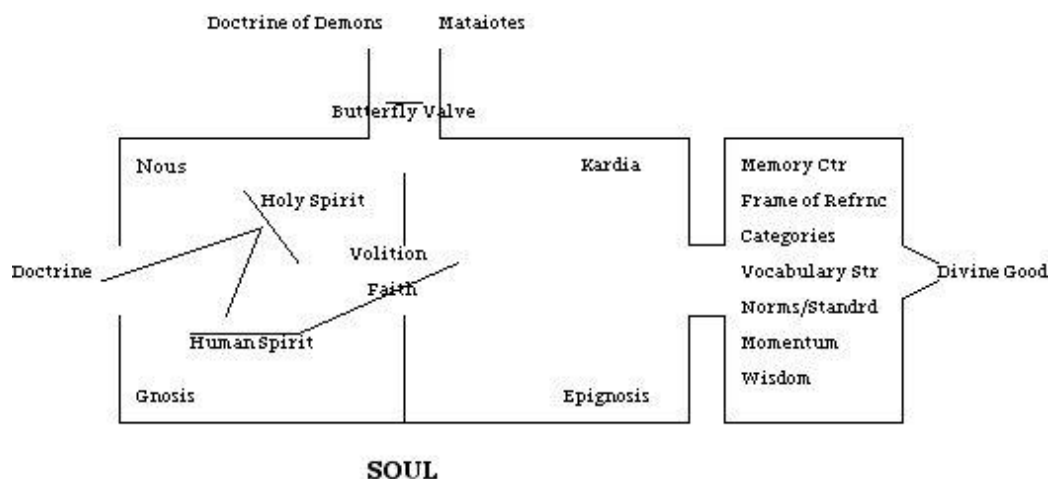 Doctrine of Demons Mataiotes
Butterfly Valve
Nous Kardia Memory Ctr
Holy Spirit Frame of Refrnc
Categories
Volition
Doctrine Vocabulary Str Divine Good
Faith
Norms/Standrd
Human Spirit Momentum
Wisdom
Gnosis Epignosis
SOUL